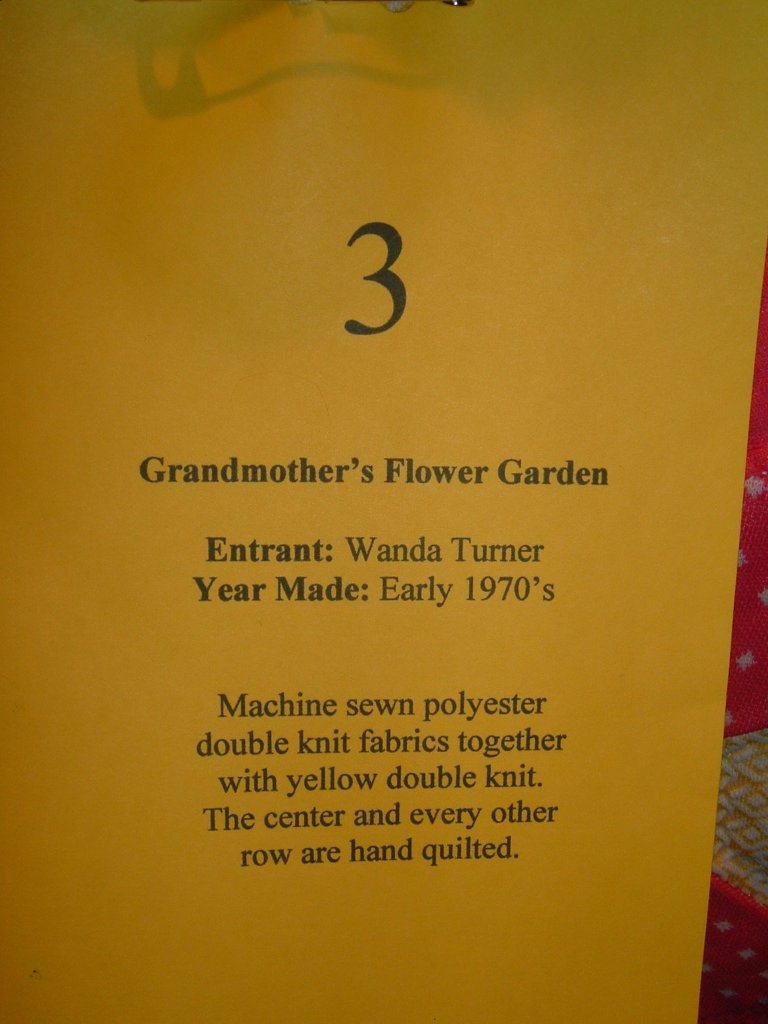 3
Grandmother's Flower Garden
Entrant: Wanda Turner
Year Made: Early 1970's
Machine sewn polyester
double knit fabrics together
with yellow double knit.
The center and every other
row are hand quilted.